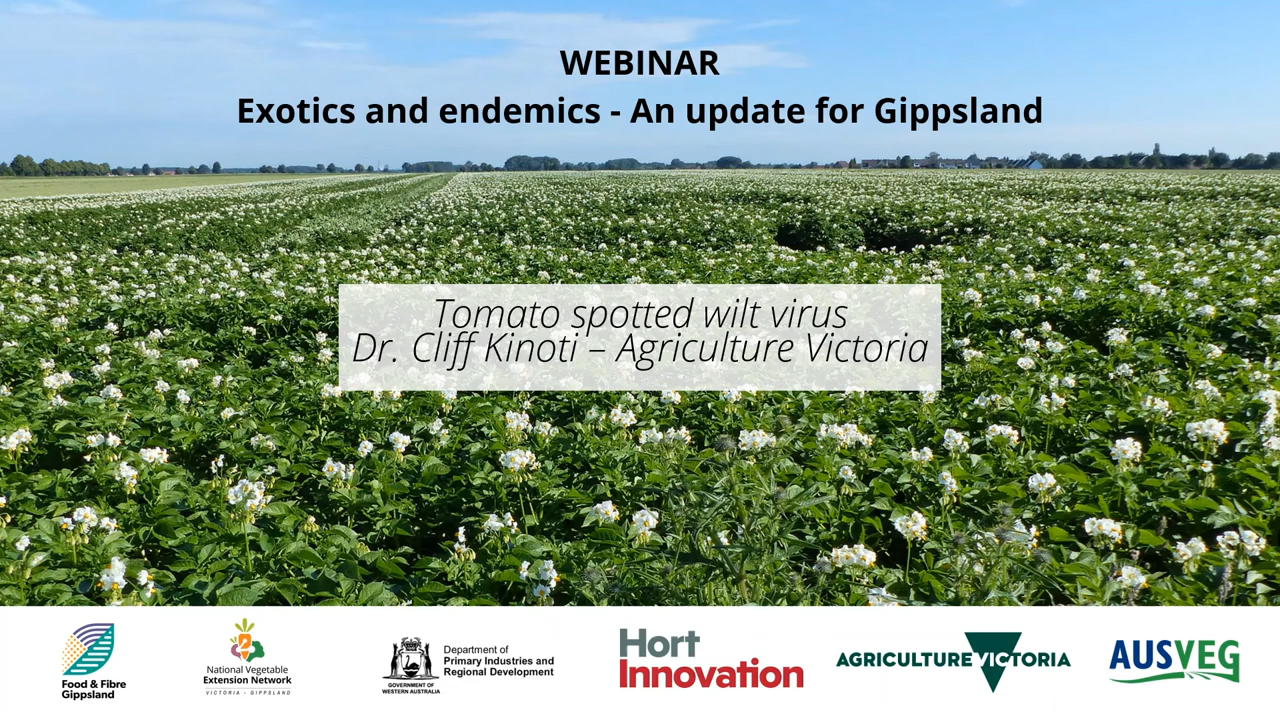 WEBINAR
Exotics and endemics - An update for Gippsland
Tomato spotted wilt virus
Dr. Cliff Kinoti – Agriculture Victoria
Food & Fibre
Gippsland
National Vegetable
Extension Network
VICTORIA - GIPPSLAND
GOVERNMENT OF
WESTERN AUSTRALIA
Department of
Primary Industries and
Regional Development
Hort
Innovation
AGRICULTURE VICTORIA
AUSVEG